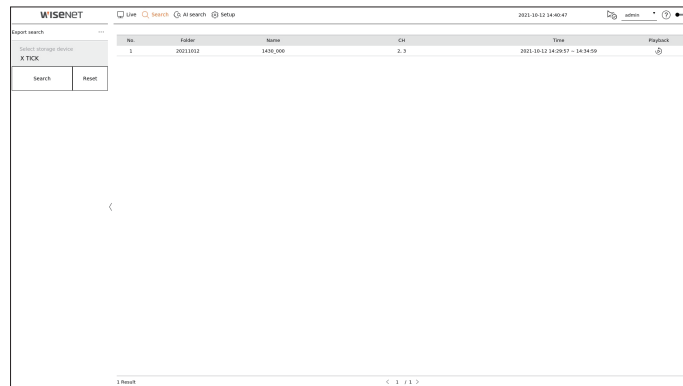 WISENET
Live Search AI search Setup 2021-10-12 14:40:47 admin ?
Export search ...
Select storage device
X TICK
Search Reset
No. Folder Name CH Time Playback
1 20211012 1430_000 2, 3 2021-10-12 14:29:57 ~ 14:34:59
1 Result < 1 / 1 >